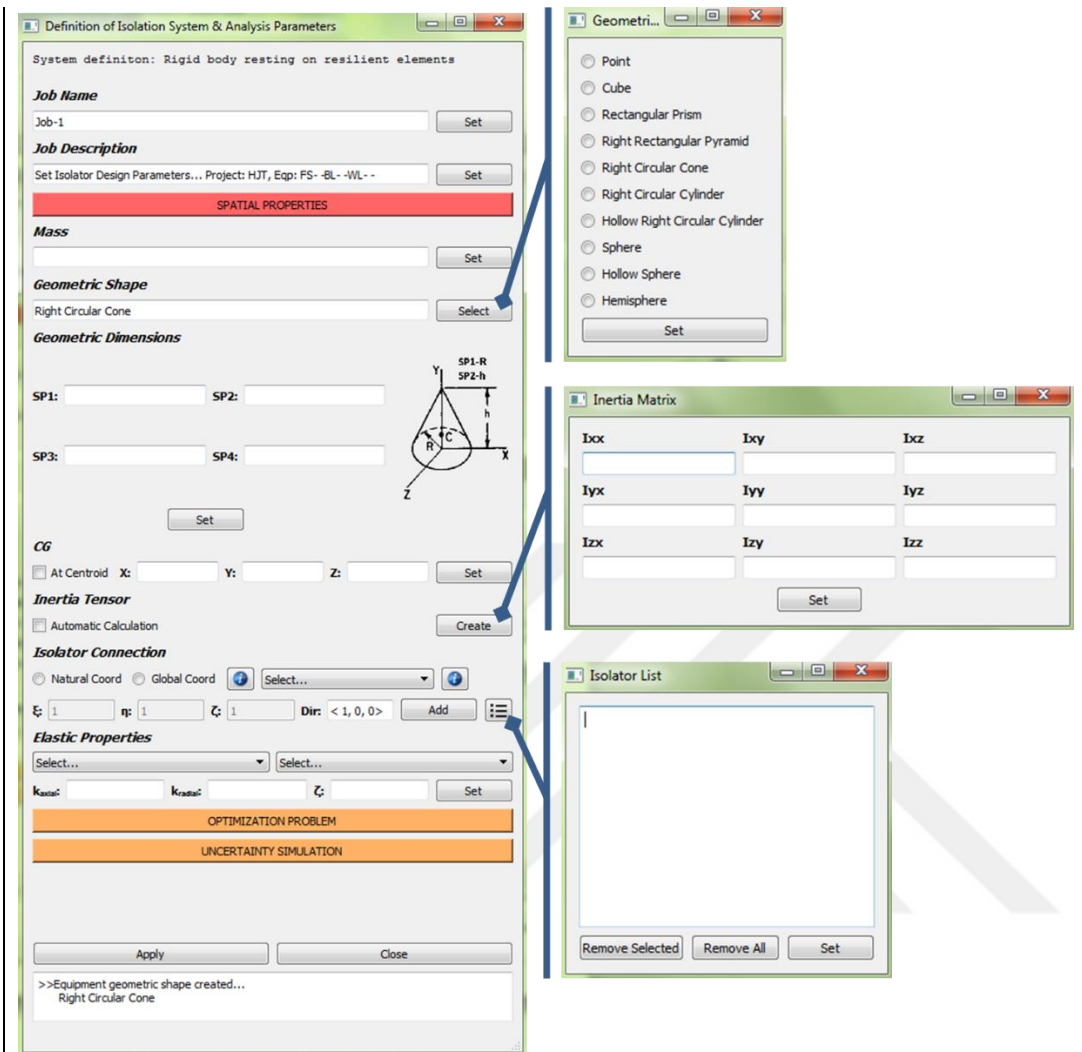 Definition of Isolation System & Analysis Parameters
System definiton: Rigid body resting on resilient elements
Job Name
Job-1 Set
Job Description
Set Isolator Design Parameters... Project: HJT, Eqp: FS- -BL- -WL- - Set
SPATIAL PROPERTIES
Mass
Set
Geometric Shape
Right Circular Cone Select
Geometric Dimensions
SP1: SP2:
SP3: SP4:
SP1-R
SP2-h
Y
h
C
R
X
Z
Set
CG
At Centroid X: Y: Z: Set
Inertia Tensor
Automatic Calculation Create
Isolator Connection
Natural Coord Global Coord Select...
ξ: 1 η: 1 ζ: 1 Dir: < 1, 0, 0> Add
Elastic Properties
Select... Select...
kaxial: kradial: ζ: Set
OPTIMIZATION PROBLEM
UNCERTAINTY SIMULATION
Apply Close
>>Equipment geometric shape created...
Right Circular Cone
Geometri...
Point
Cube
Rectangular Prism
Right Rectangular Pyramid
Right Circular Cone
Right Circular Cylinder
Hollow Right Circular Cylinder
Sphere
Hollow Sphere
Hemisphere
Set
Inertia Matrix
Ixx Ixy Ixz
Iyx Iyy Iyz
Izx Izy Izz
Set
Isolator List
Remove Selected Remove All Set